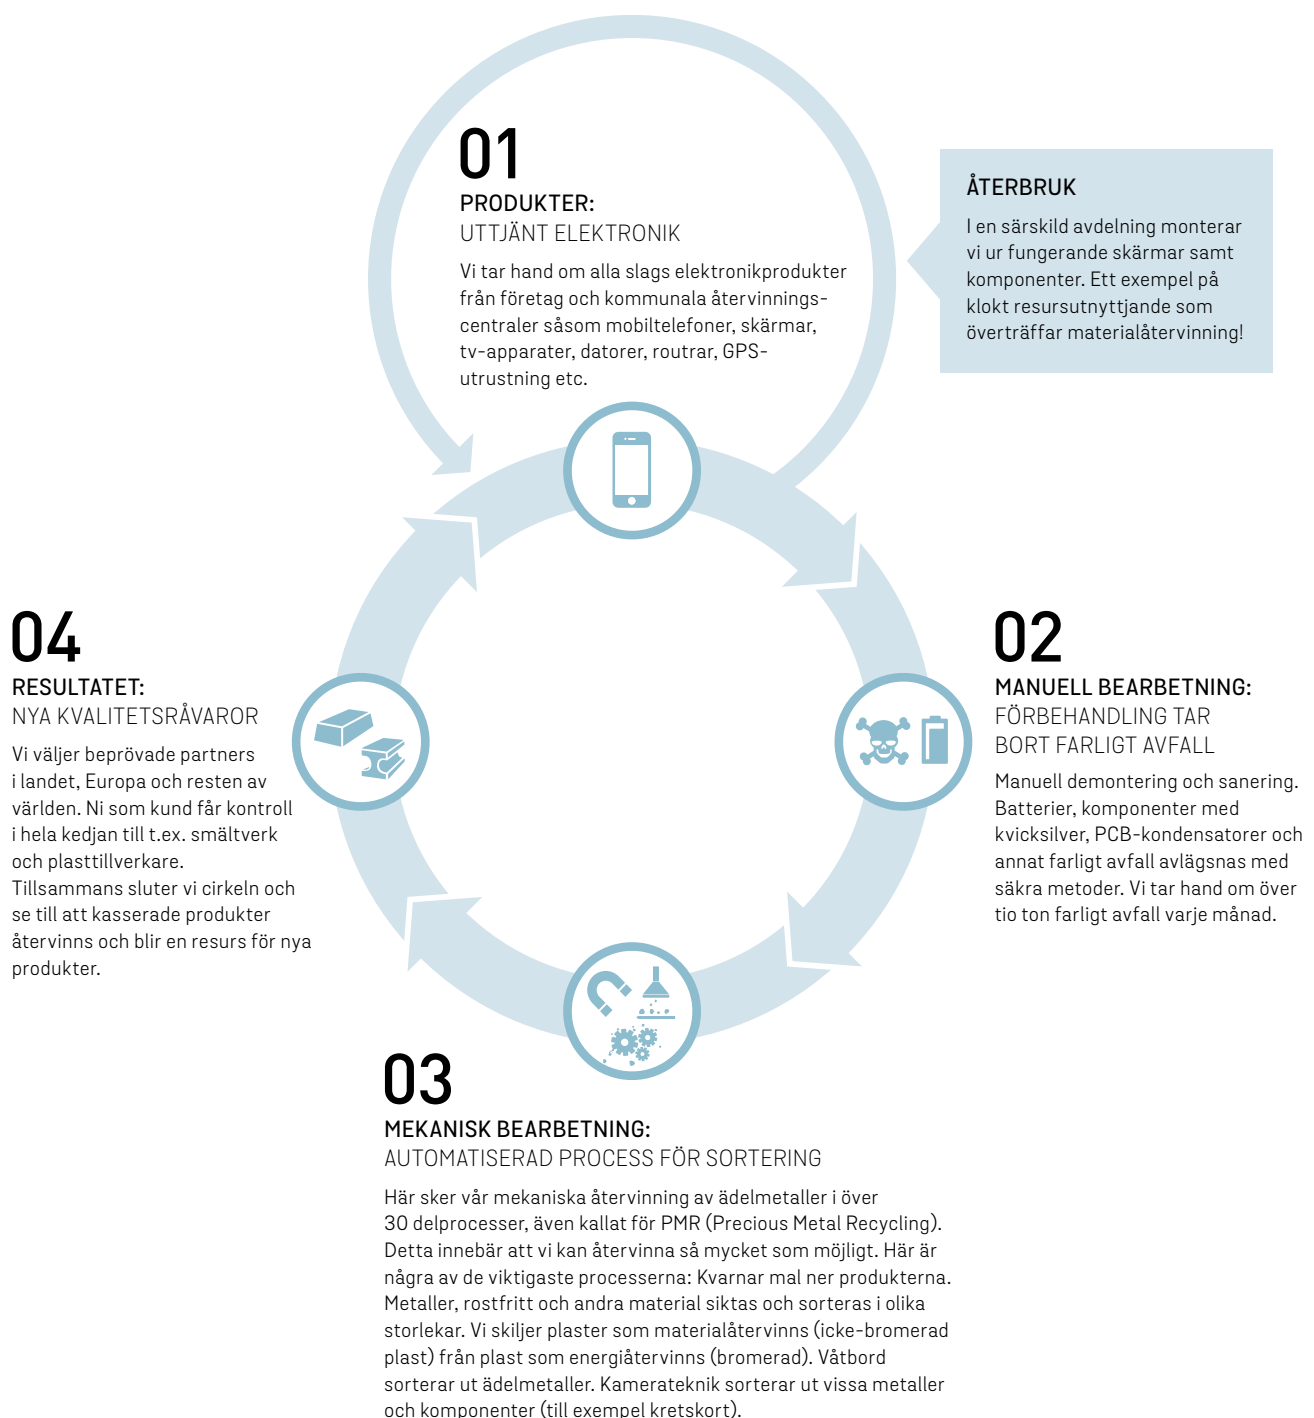 01
PRODUKTER:
UTTJÄNT ELEKTRONIK
Vi tar hand om alla slags elektronikprodukter
från företag och kommunala återvinnings-
centraler såsom mobiltelefoner, skärmar,
tv-apparater, datorer, routrar, GPS-
utrustning etc.
ÅTERBRUK
I en särskild avdelning monterar
vi ur fungerande skärmar samt
komponenter. Ett exempel på
klokt resursutnyttjande som
överträffar materialåtervinning!
02
MANUELL BEARBETNING:
FÖRBEHANDLING TAR
BORT FARLIGT AVFALL
Manuell demontering och sanering.
Batterier, komponenter med
kvicksilver, PCB-kondensatorer och
annat farligt avfall avlägsnas med
säkra metoder. Vi tar hand om över
tio ton farligt avfall varje månad.
03
MEKANISK BEARBETNING:
AUTOMATISERAD PROCESS FÖR SORTERING
Här sker vår mekaniska återvinning av ädelmetaller i över
30 delprocesser, även kallat för PMR (Precious Metal Recycling).
Detta innebär att vi kan återvinna så mycket som möjligt. Här är
några av de viktigaste processerna: Kvarnar mal ner produkterna.
Metaller, rostfritt och andra material siktas och sorteras i olika
storlekar. Vi skiljer plaster som materialåtervinns (icke-bromerad
plast) från plast som energiåtervinns (bromerad). Våtbord
sorterar ut ädelmetaller. Kamerateknik sorterar ut vissa metaller
och komponenter (till exempel kretskort).
04
RESULTATET:
NYA KVALITETSRÅVAROR
Vi väljer beprövade partners
i landet, Europa och resten av
världen. Ni som kund får kontroll
i hela kedjan till t.ex. smältverk
och plasttillverkare.
Tillsammans sluter vi cirkeln och
se till att kasserade produkter
återvinns och blir en resurs för nya
produkter.